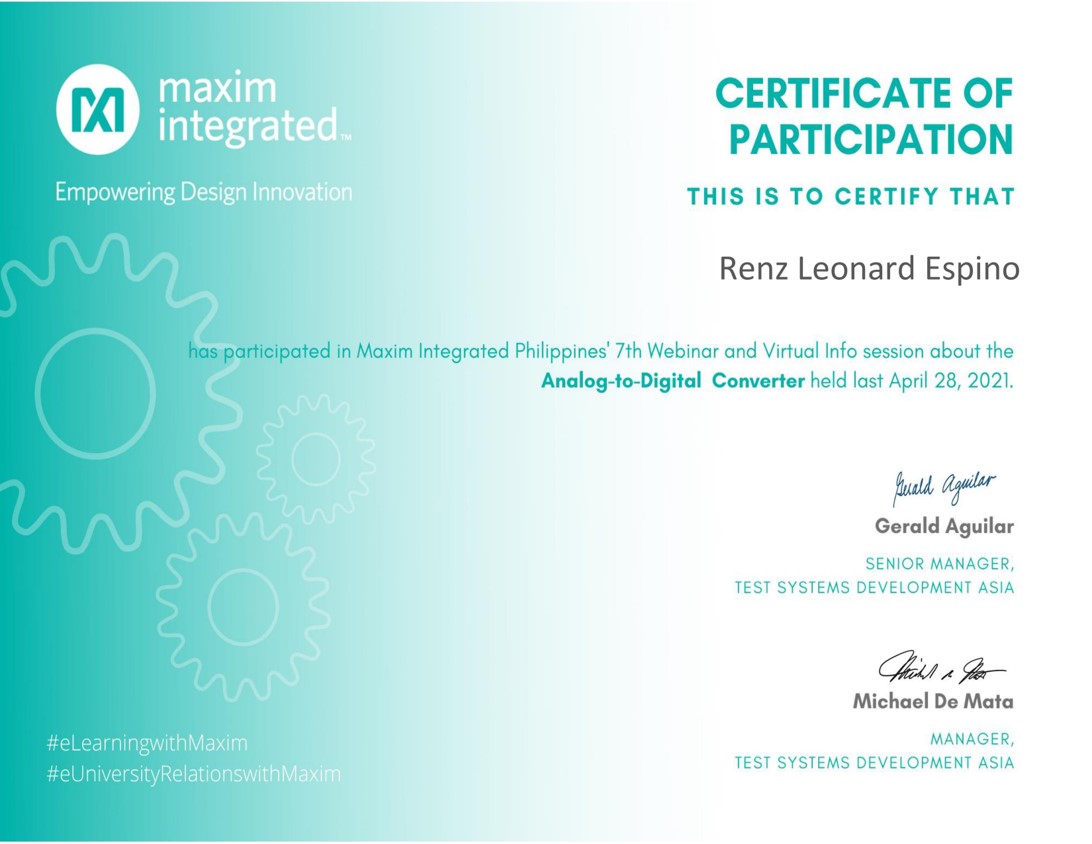 maxim
integrated™
Empowering Design Innovation
CERTIFICATE OF
PARTICIPATION
THIS IS TO CERTIFY THAT
Renz Leonard Espino
has participated in Maxim Integrated Philippines' 7th Webinar and Virtual Info session about the
Analog-to-Digital Converter held last April 28, 2021.
Gerald Aguilar
Gerald Aguilar
SENIOR MANAGER,
TEST SYSTEMS DEVELOPMENT ASIA
Michael De Mata
MANAGER,
TEST SYSTEMS DEVELOPMENT ASIA
#eLearningwithMaxim
#eUniversityRelationswithMaxim